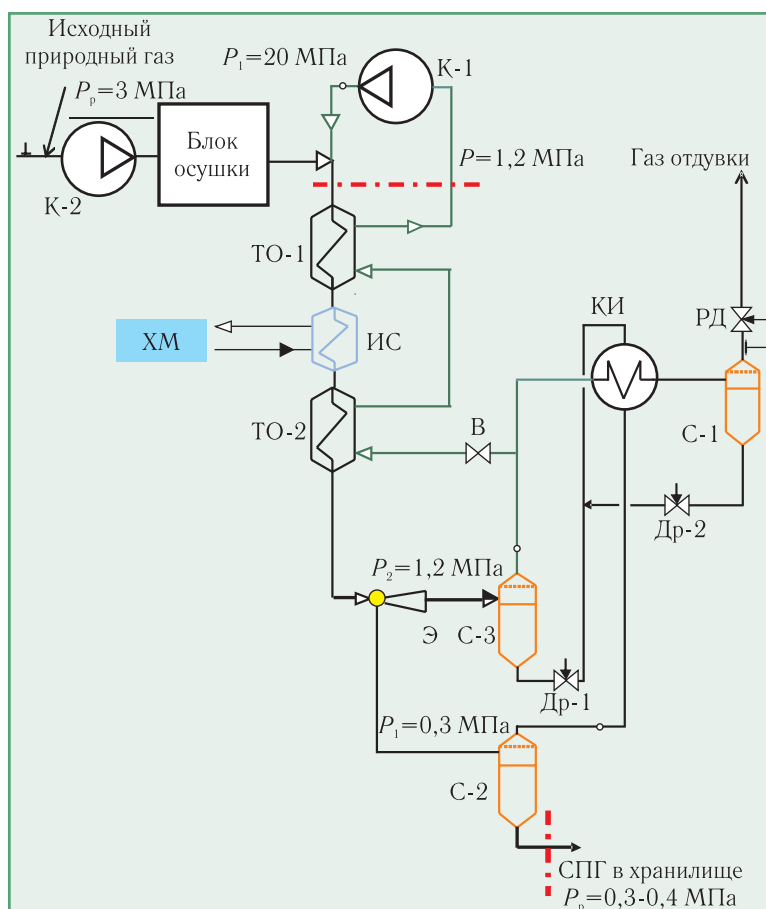 Исходный
природный газ
P₁=20 МПа
К-1
Pₚ=3 МПа
Блок
осушки
К-2
P=1,2 МПа
Газ отдувки
ТО-1
КИ
РД
ХМ
ИС
ТО-2
В
С-1
Др-2
P₂=1,2 МПа
Э
С-3
Др-1
P₁=0,3 МПа
С-2
СПГ в хранилище
Pₚ=0,3-0,4 МПа